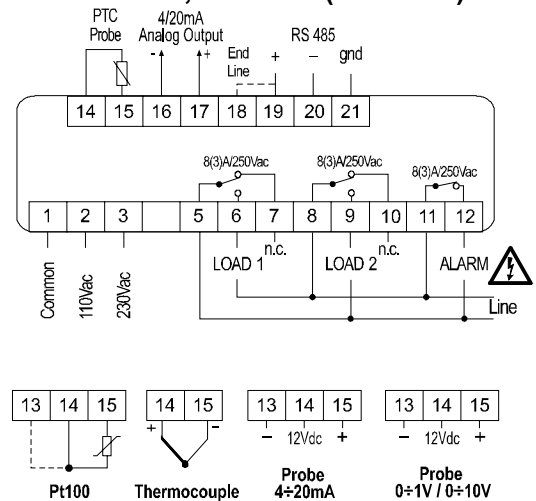 PTC
Probe
4/20mA
Analog Output
- +
End
Line
RS 485
+ – gnd
14 15 16 17 18 19 20 21
8(3)A/250Vac 8(3)A/250Vac 8(3)A/250Vac
1 2 3 5 6 7 8 9 10 11 12
n.c. n.c.
LOAD 1 LOAD 2 ALARM
Common
110Vac
230Vac
Line
13 14 15
Pt100
14 15
+ -
Thermocouple
13 14 15
– 12Vdc +
Probe
4÷20mA
13 14 15
– 12Vdc +
Probe
0÷1V / 0÷10V